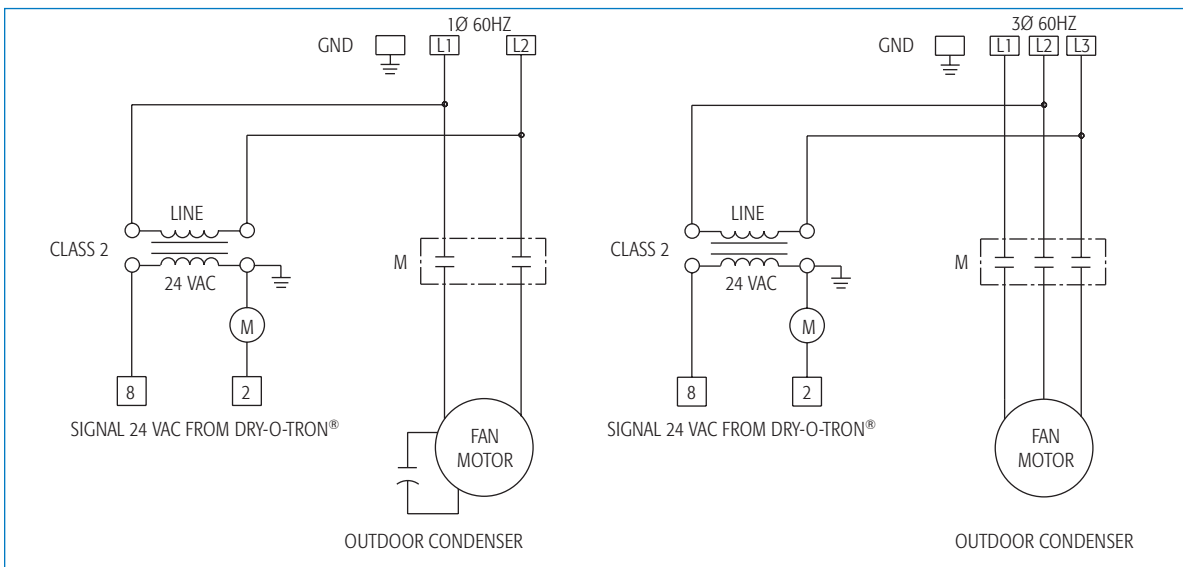 1Ø 60HZ
GND
L1
L2
LINE
CLASS 2
24 VAC
M
M
8
2
SIGNAL 24 VAC FROM DRY-O-TRON®
FAN
MOTOR
OUTDOOR CONDENSER
3Ø 60HZ
GND
L1
L2
L3
LINE
CLASS 2
24 VAC
M
M
8
2
SIGNAL 24 VAC FROM DRY-O-TRON®
FAN
MOTOR
OUTDOOR CONDENSER